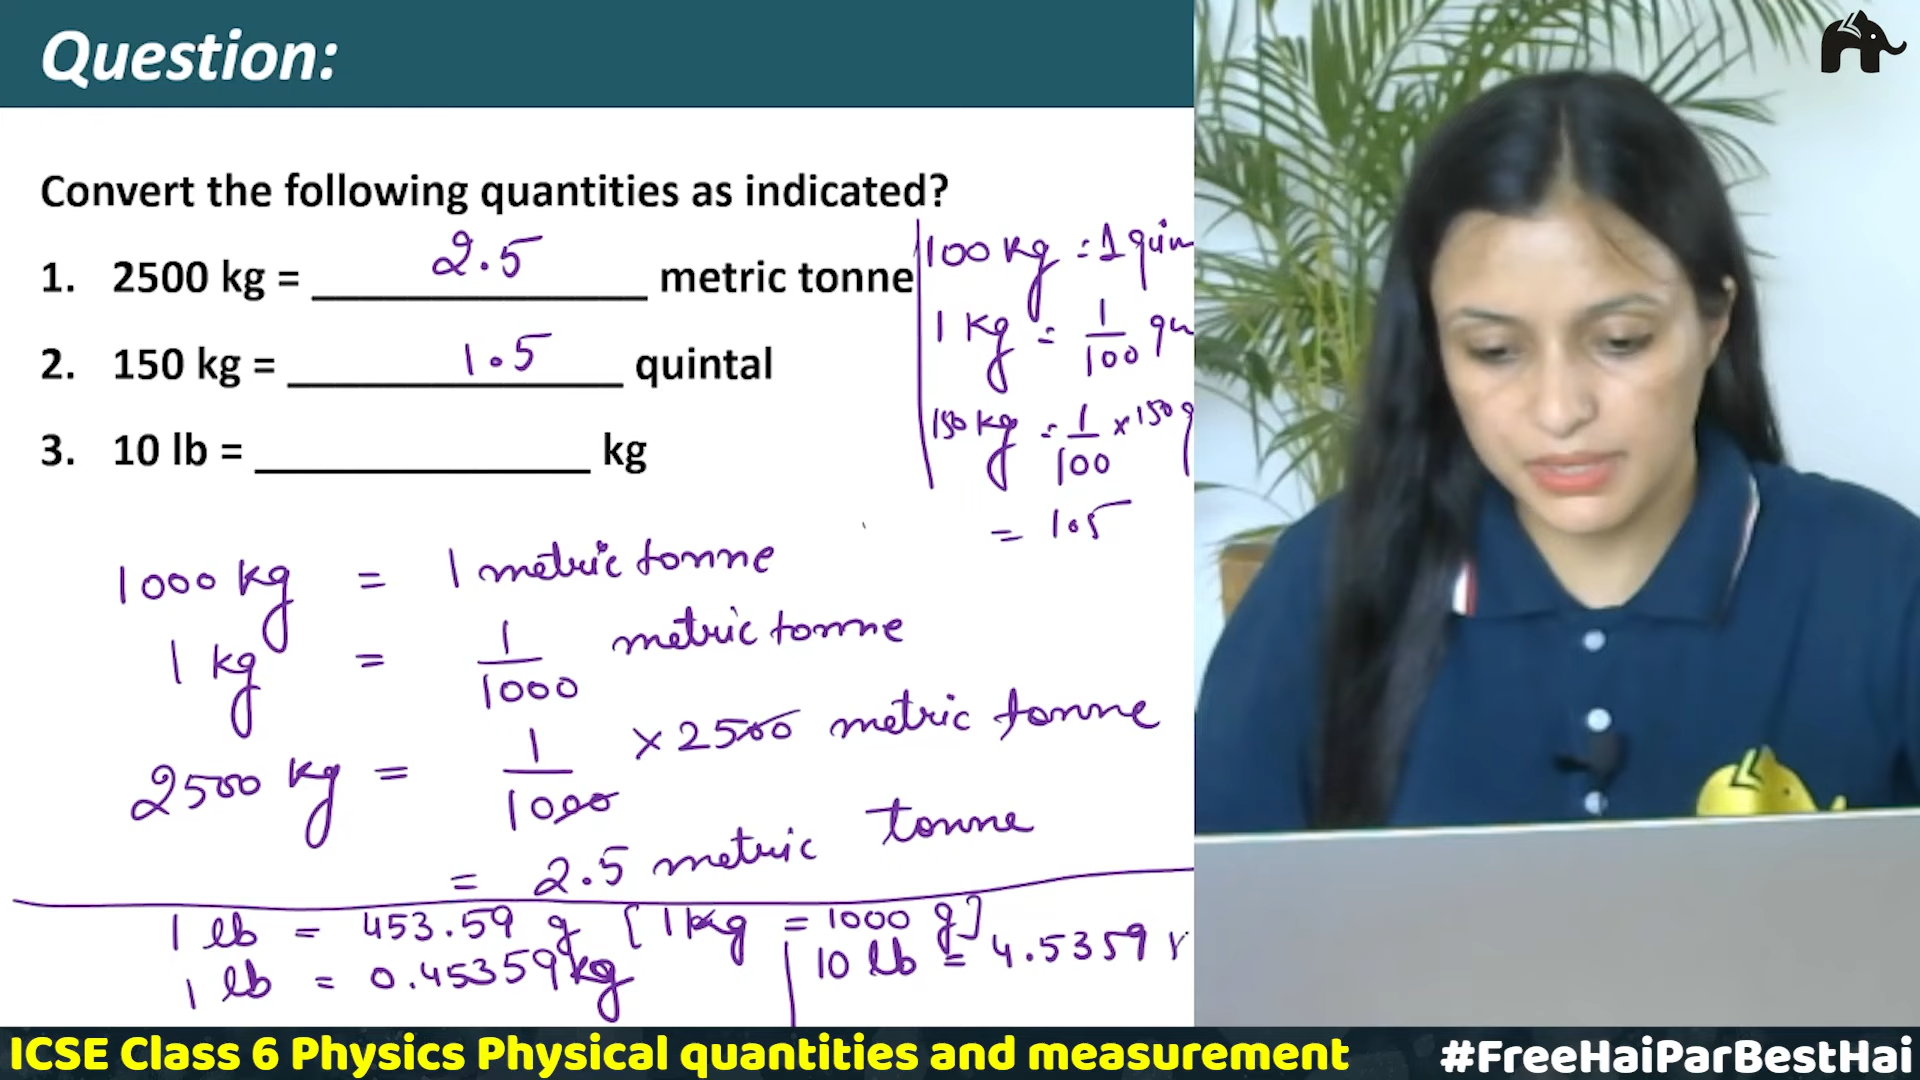 Question:
Convert the following quantities as indicated?
1. 2500 kg = 2.5 metric tonne
2. 150 kg = 1.5 quintal
3. 10 lb = ____________ kg
100 kg = 1 quin
1 kg = 1/100 qu
150 kg = 1/100 × 150 q
= 1.5
1000 kg = 1 metric tonne
1 kg = 1/1000 metric tonne
2500 kg = 1/1000 × 2500 metric tonne
= 2.5 metric tonne
1 lb = 453.59 g [1 kg = 1000 g]
1 lb = 0.45359 kg
10 lb = 4.5359 k
ICSE Class 6 Physics Physical quantities and measurement
#FreeHaiParBestHai